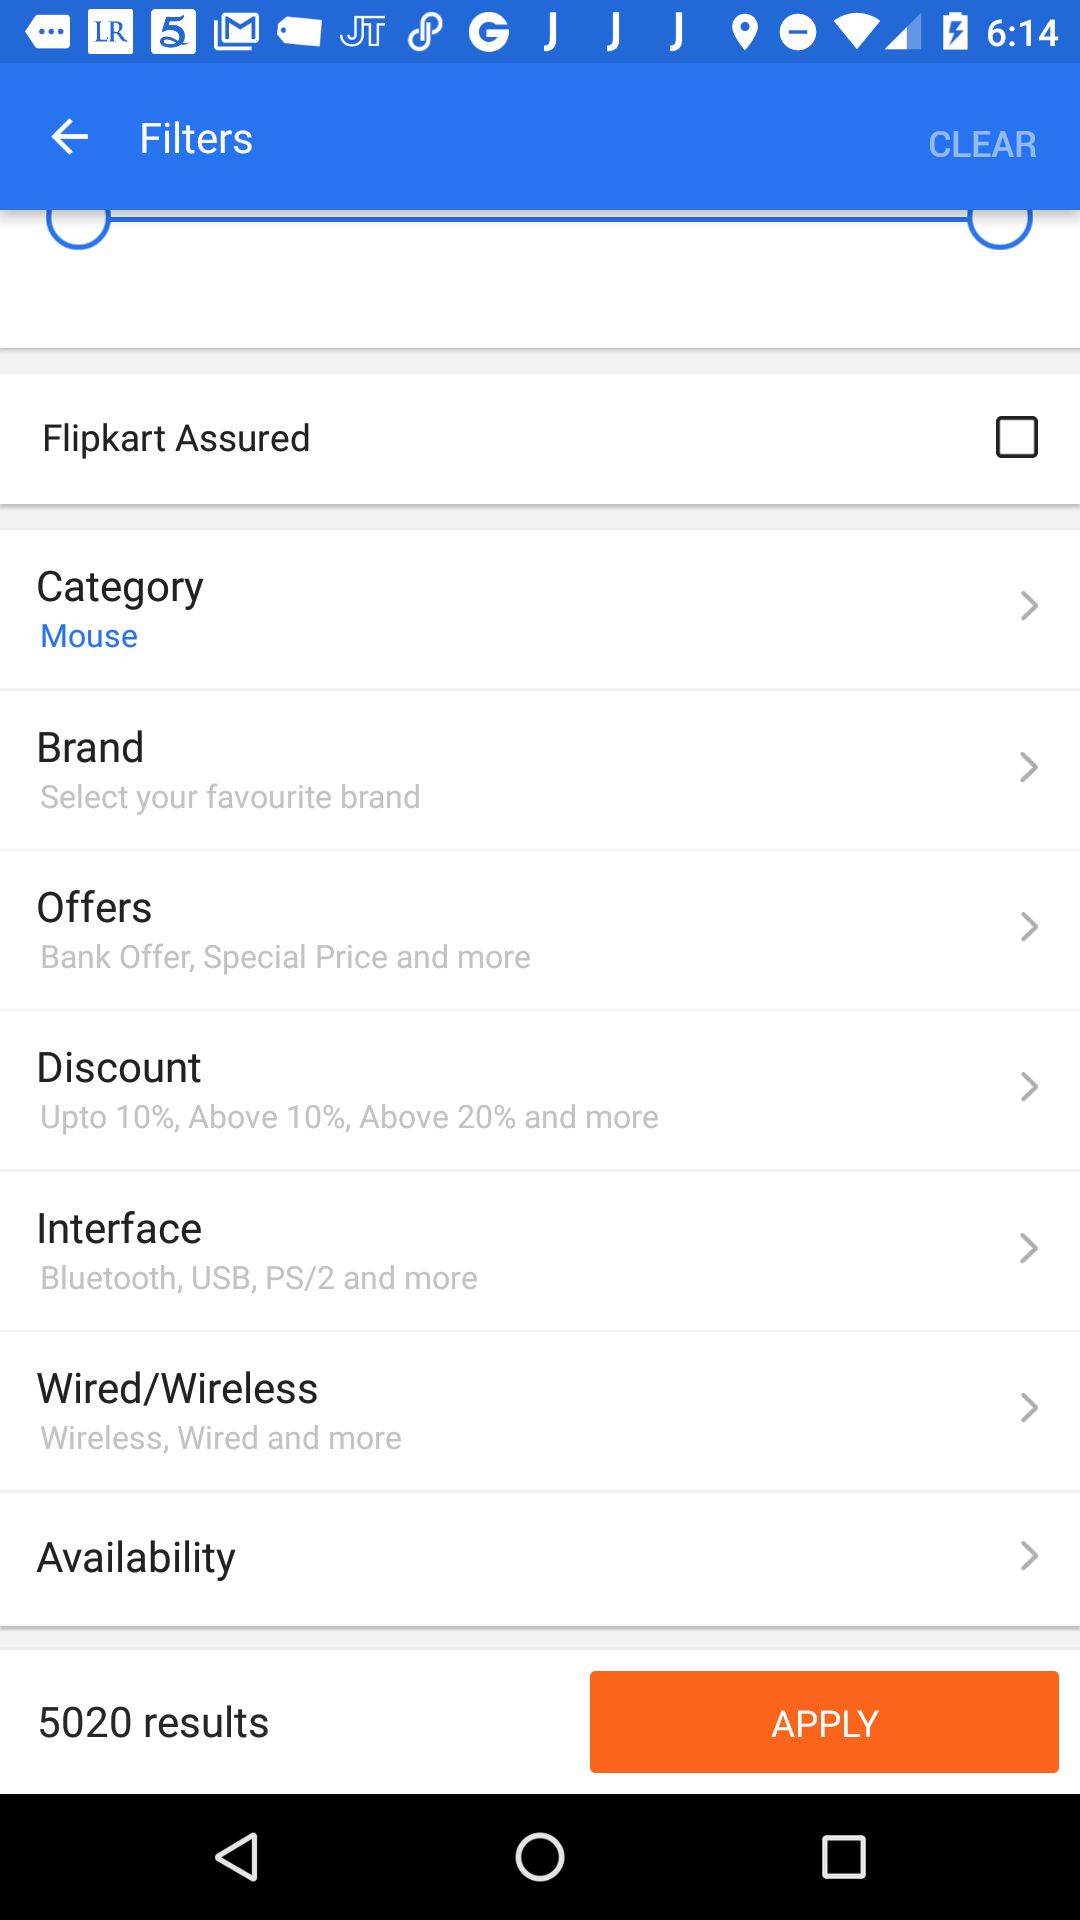 LR 5 JT G J J J 6:14
Filters
CLEAR
Flipkart Assured
Category
Mouse
Brand
Select your favourite brand
Offers
Bank Offer, Special Price and more
Discount
Upto 10%, Above 10%, Above 20% and more
Interface
Bluetooth, USB, PS/2 and more
Wired/Wireless
Wireless, Wired and more
Availability
5020 results
APPLY